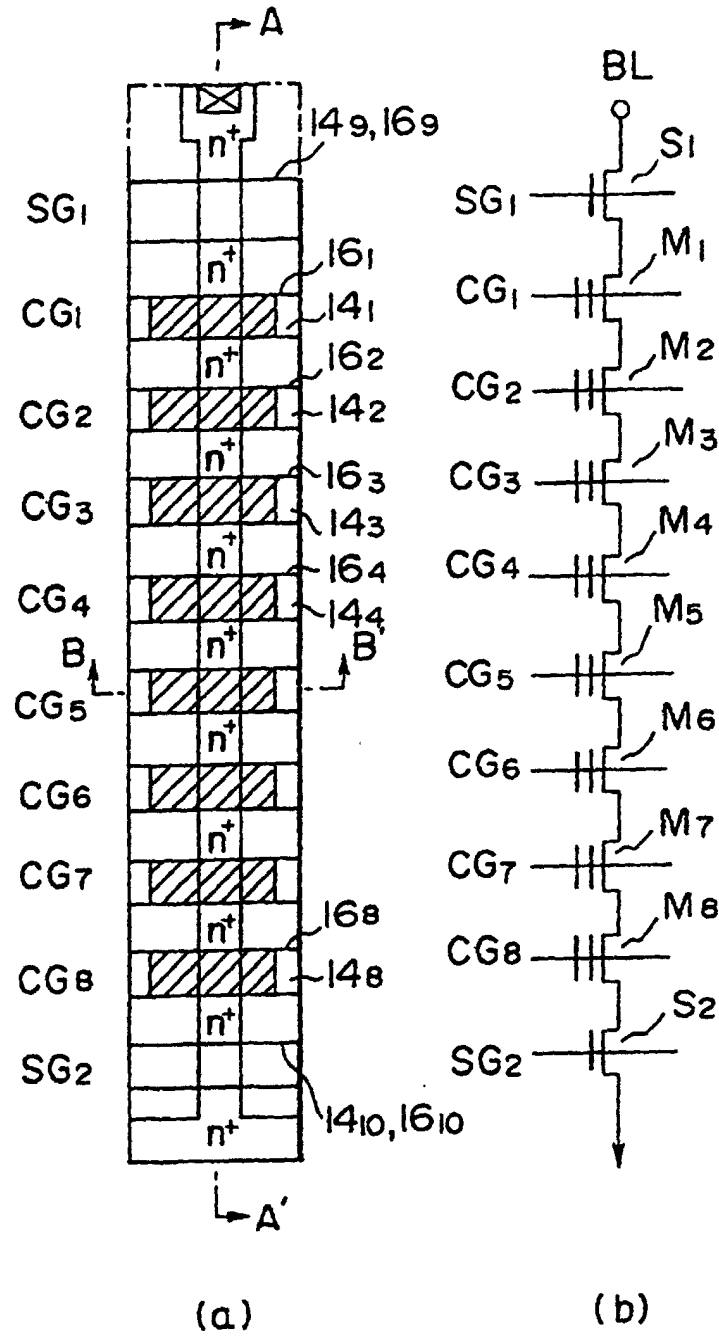 A
BL
n+
14₉, 16₉
S₁
SG₁
SG₁
n+
16₁
M₁
CG₁
14₁
CG₁
n+
16₂
M₂
CG₂
14₂
CG₂
n+
16₃
M₃
CG₃
14₃
CG₃
n+
16₄
M₄
CG₄
14₄
CG₄
n+
B
B'
M₅
CG₅
CG₅
n+
M₆
CG₆
CG₆
n+
M₇
CG₇
CG₇
n+
16₈
M₈
CG₈
14₈
CG₈
n+
S₂
SG₂
SG₂
14₁₀, 16₁₀
n+
A'
(a)
(b)